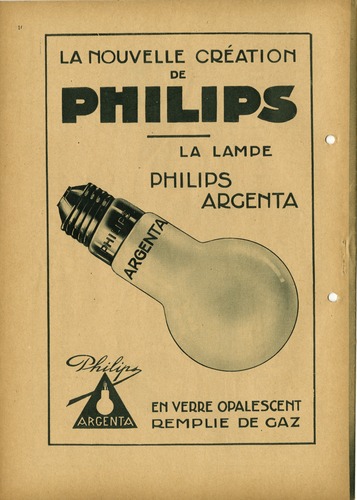 LA NOUVELLE CRÉATION
DE
PHILIPS
LA LAMPE
PHILIPS
ARGENTA
PHILIPS
ARGENTA
Philips
ARGENTA
EN VERRE OPALESCENT
REMPLIE DE GAZ